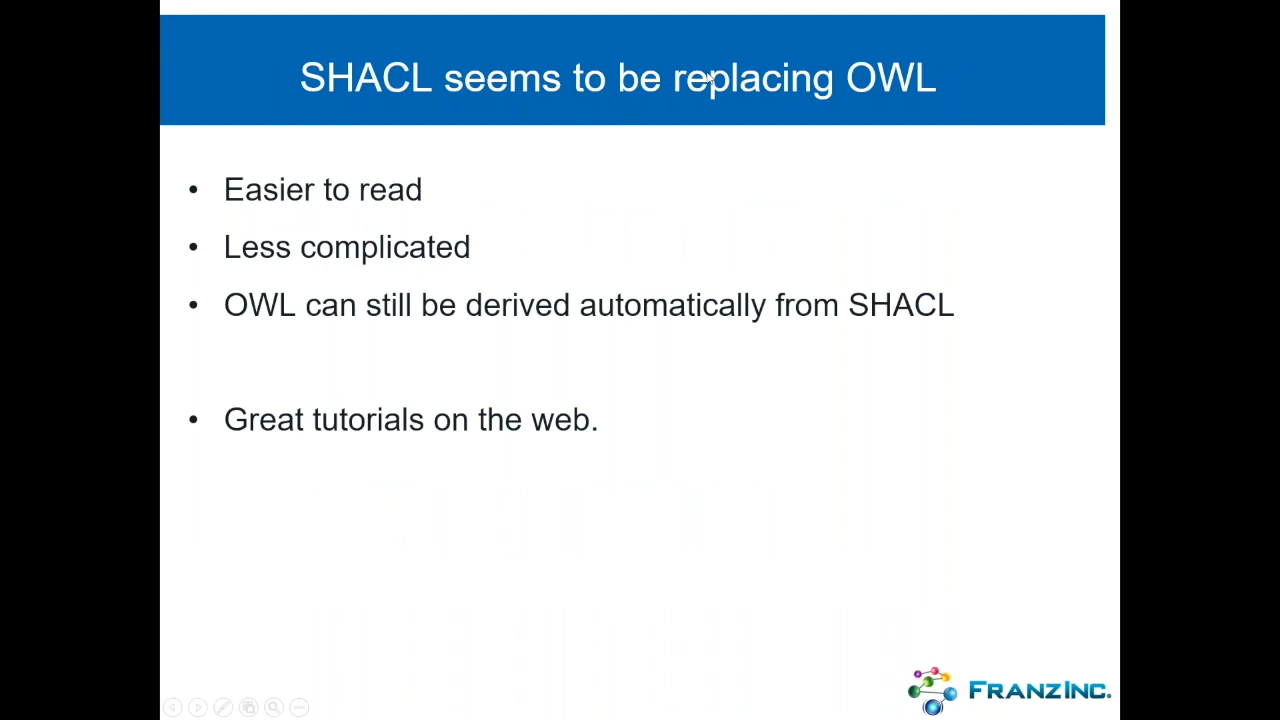 SHACL seems to be replacing OWL
• Easier to read
• Less complicated
• OWL can still be derived automatically from SHACL
• Great tutorials on the web.
FRANZINC.